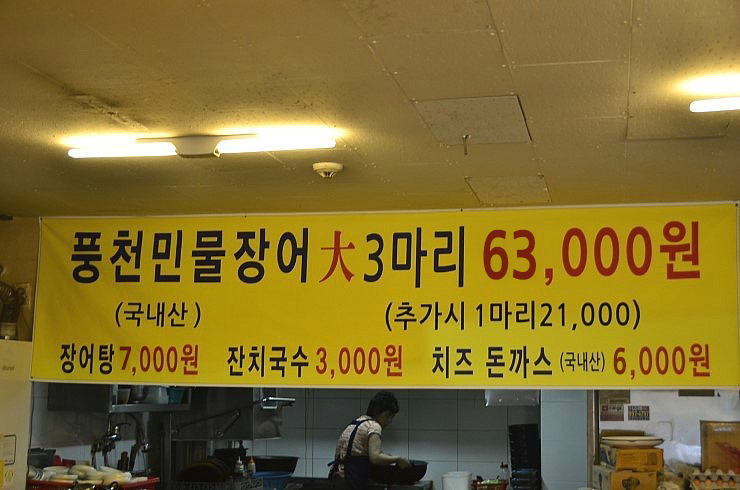 풍천민물장어 大 3마리 63,000원
(국내산) (추가시 1마리21,000)
장어탕 7,000원 잔치국수 3,000원 치즈 돈까스 (국내산) 6,000원